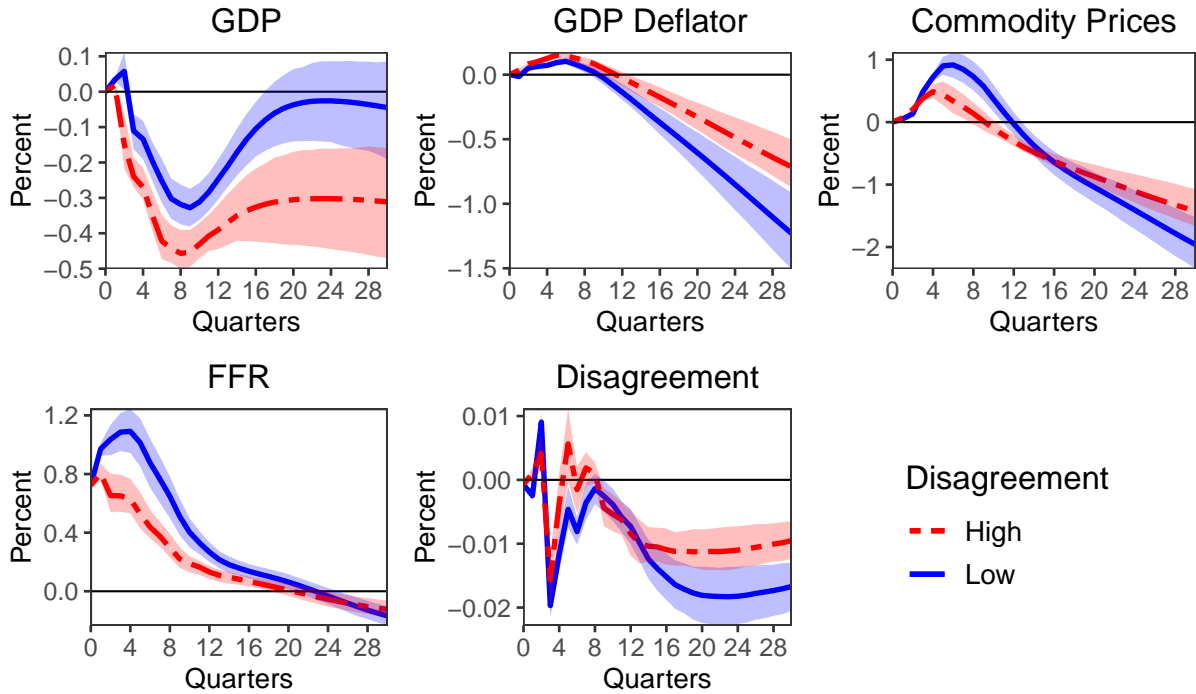 GDP
GDP Deflator
Commodity Prices
0.1
0.0
−0.1
−0.2
−0.3
−0.4
−0.5
Percent
0 4 8 12 16 20 24 28
Quarters
0.0
−0.5
−1.0
−1.5
Percent
0 4 8 12 16 20 24 28
Quarters
1
0
−1
−2
Percent
0 4 8 12 16 20 24 28
Quarters
FFR
Disagreement
1.2
0.8
0.4
0.0
Percent
0 4 8 12 16 20 24 28
Quarters
0.01
0.00
−0.01
−0.02
Percent
0 4 8 12 16 20 24 28
Quarters
Disagreement
High
Low